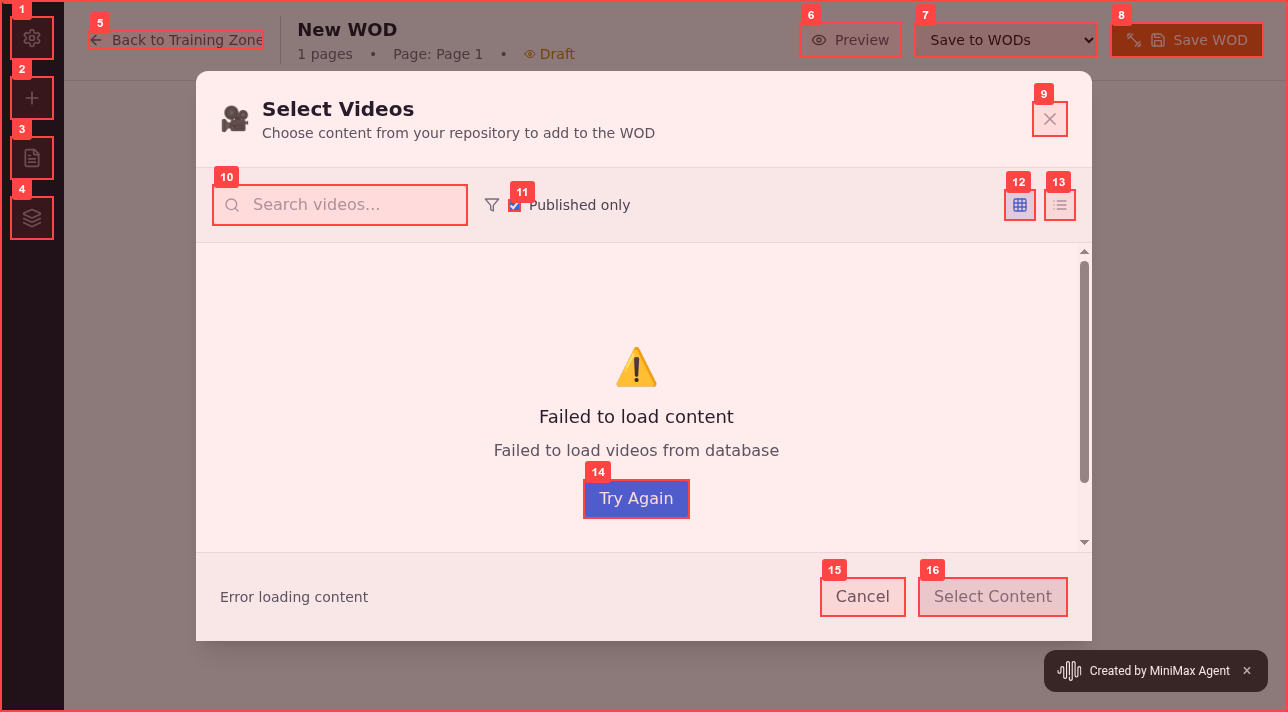 1
5
Back to Training Zone
New WOD
1 pages • Page: Page 1 • Draft
6
Preview
7
Save to WODs
8
Save WOD
2
3
4
Select Videos
Choose content from your repository to add to the WOD
9
10
Search videos...
11
Published only
12
13
Failed to load content
Failed to load videos from database
14
Try Again
Error loading content
15
Cancel
16
Select Content
Created by MiniMax Agent ×